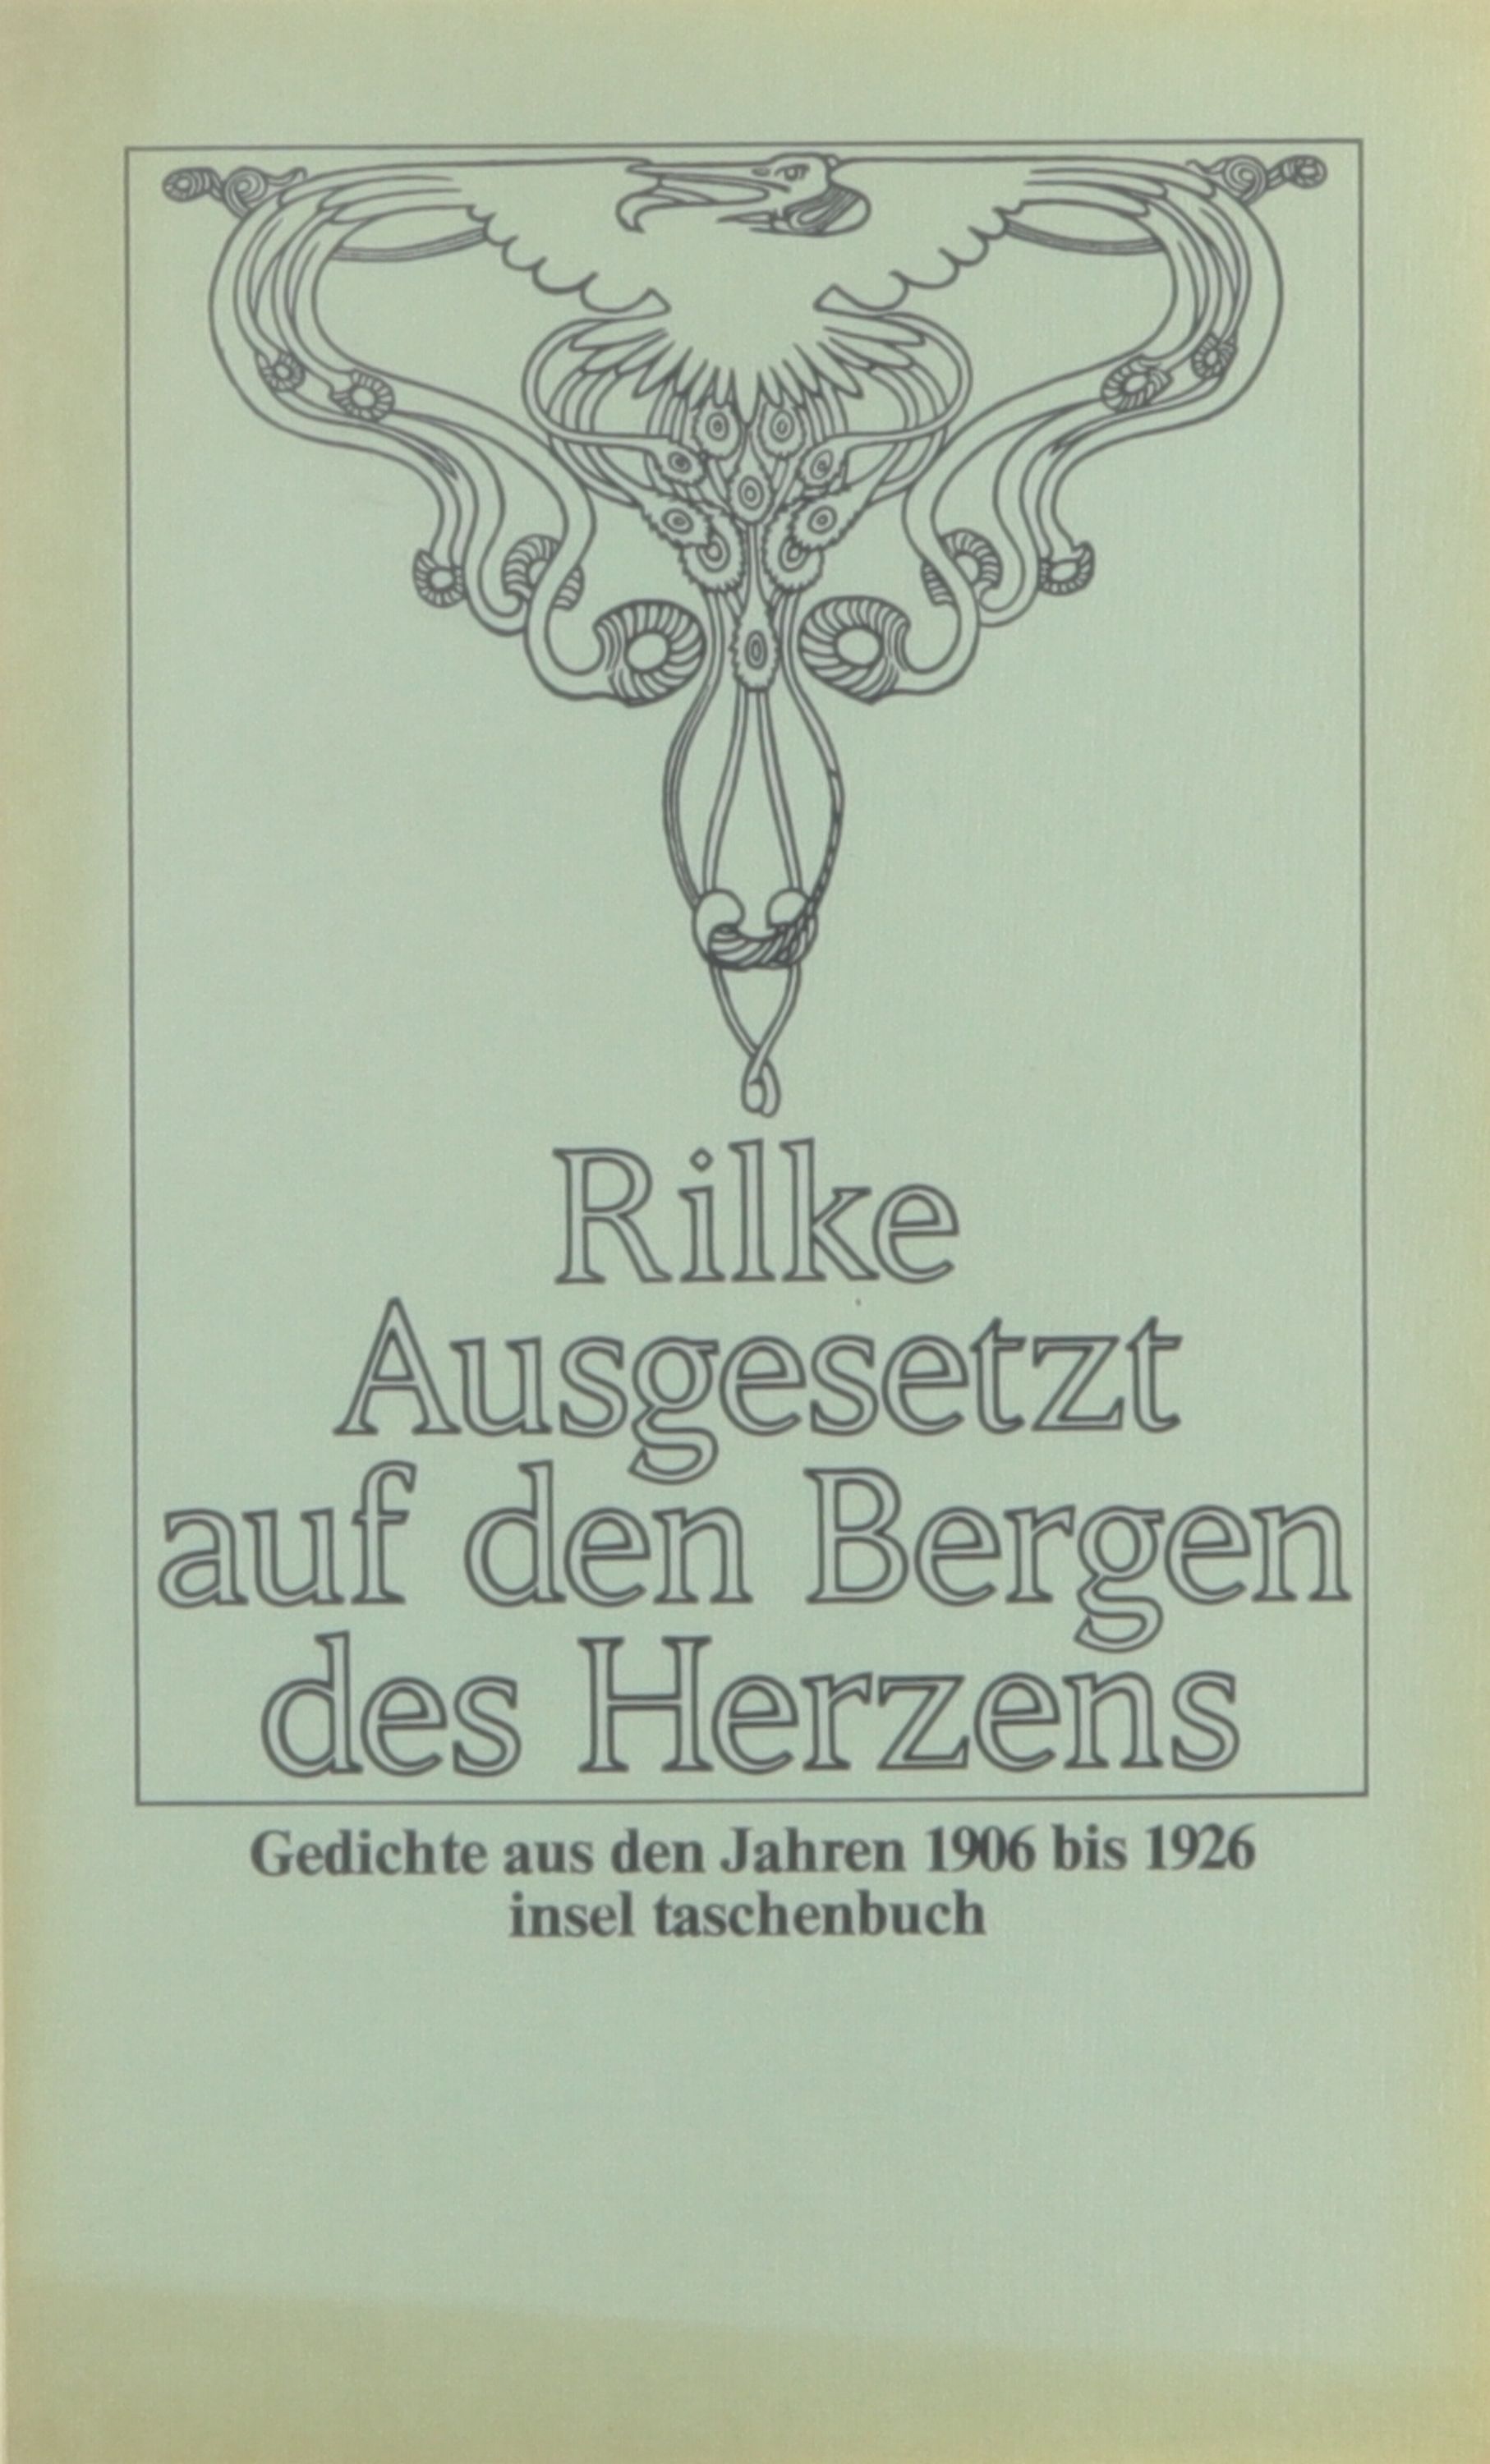 Rilke
Ausgesetzt
auf den Bergen
des Herzens
Gedichte aus den Jahren 1906 bis 1926
insel taschenbuch